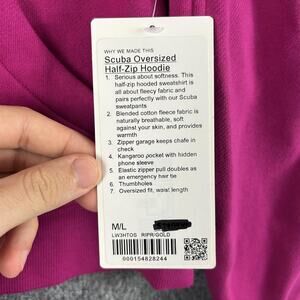 WHY WE MADE THIS
Scuba Oversized
Half-Zip Hoodie
1. Serious about softness. This
half-zip hooded sweatshirt is
all about fleecy fabric and
pairs perfectly with our Scuba
sweatpants
2. Blended cotton fleece fabric is
naturally breathable, soft
against your skin, and provides
warmth
3. Zipper garage keeps chafe in
check
4. Kangaroo pocket with hidden
phone sleeve
5. Elastic zipper pull doubles as
an emergency hair tie
6. Thumbholes
7. Oversized fit, waist length
M/L
LW3HTOS RIPR/GOLD
000154828244